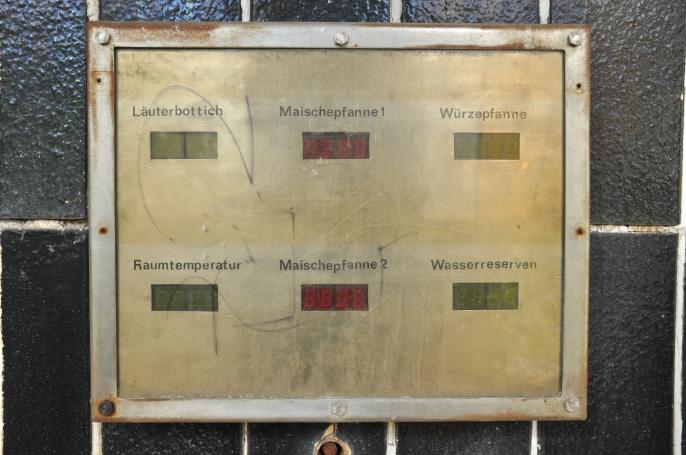 Läuterbottich Maischepfanne1 Würzepfanne
Raumtemperatur Maischepfanne2 Wasserreserven